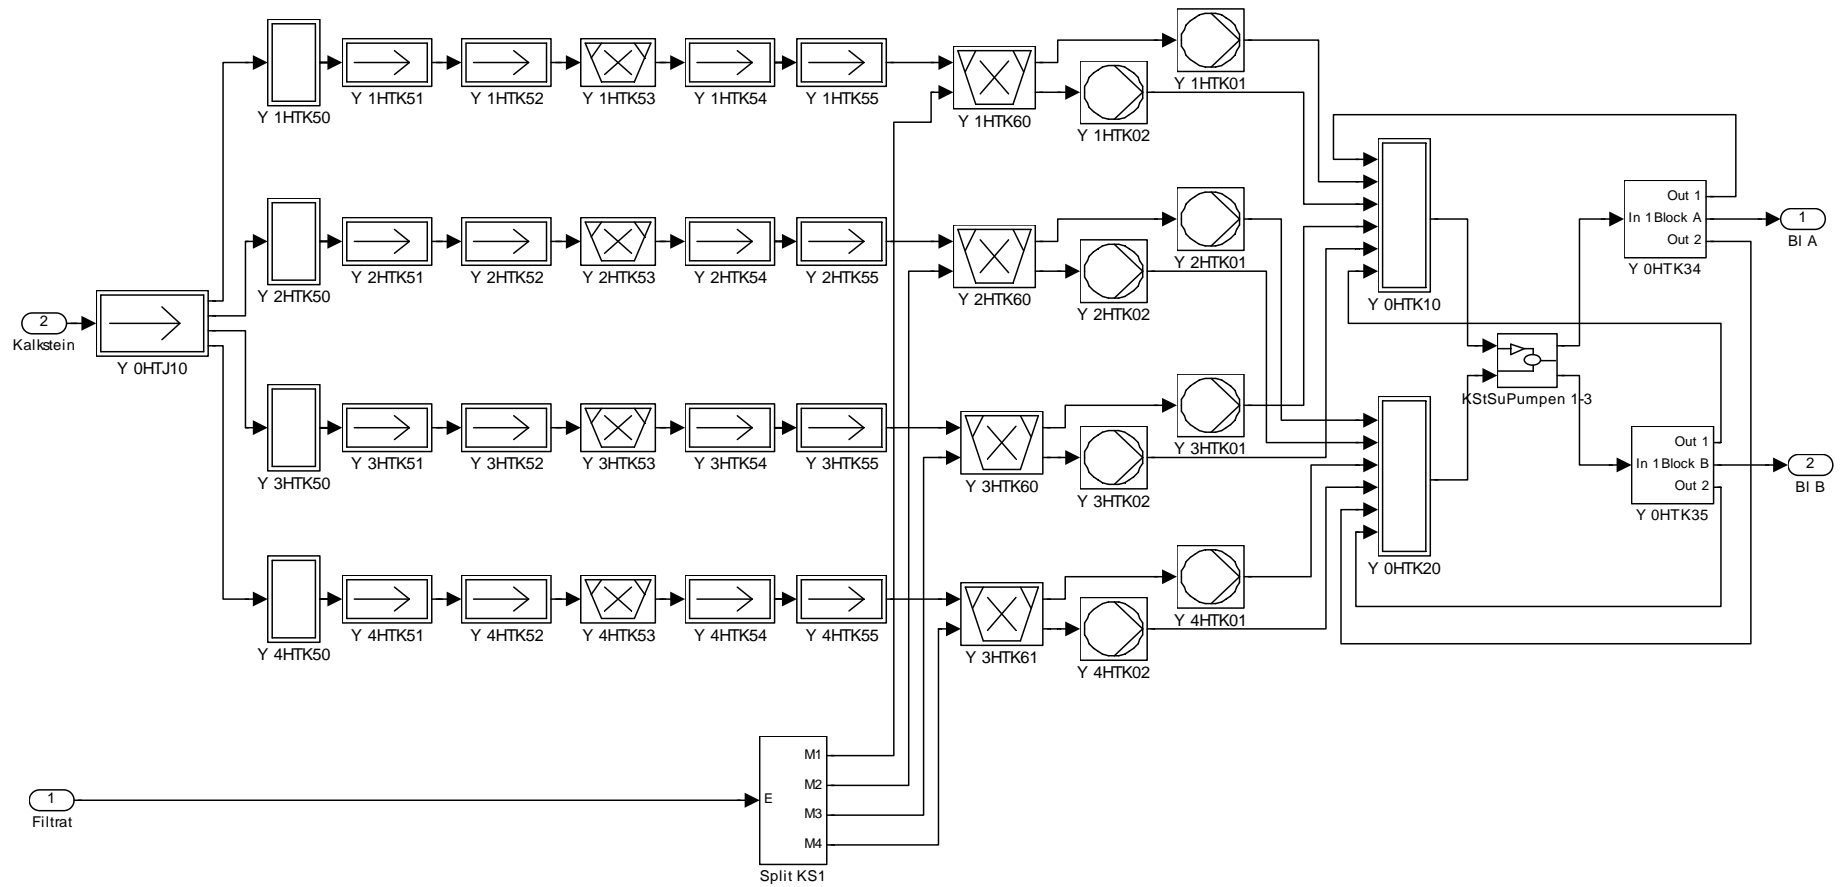 Y 1HTK50
Y 1HTK51
Y 1HTK52
Y 1HTK53
Y 1HTK54
Y 1HTK55
Y 1HTK60
Y 1HTK01
Y 1HTK02
Y 2HTK50
Y 2HTK51
Y 2HTK52
Y 2HTK53
Y 2HTK54
Y 2HTK55
Y 2HTK60
Y 2HTK01
Y 2HTK02
Y 0HTK10
Out 1
In 1 Block A
Out 2
Y 0HTK34
1
Bl A
2
Kalkstein
Y 0HTJ10
KStSuPumpen 1-3
Y 3HTK50
Y 3HTK51
Y 3HTK52
Y 3HTK53
Y 3HTK54
Y 3HTK55
Y 3HTK60
Y 3HTK01
Y 3HTK02
Out 1
In 1 Block B
Out 2
Y 0HTK35
2
Bl B
Y 0HTK20
Y 4HTK50
Y 4HTK51
Y 4HTK52
Y 4HTK53
Y 4HTK54
Y 4HTK55
Y 3HTK61
Y 4HTK01
Y 4HTK02
1
Filtrat
E
M1
M2
M3
M4
Split KS1